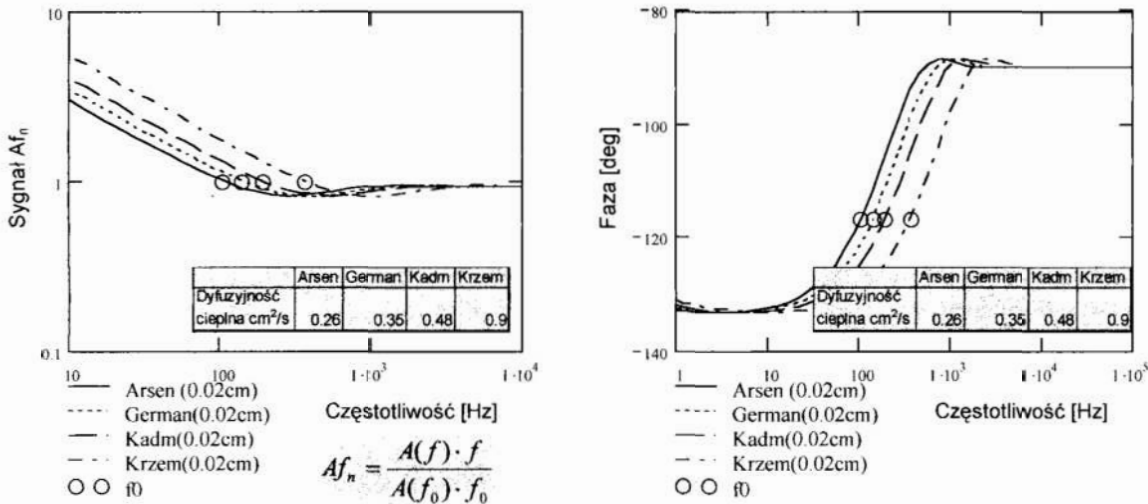 10
Sygnał Af_n
1
Arsen German Kadm Krzem
Dyfuzyjność
cieplna cm²/s 0.26 0.35 0.48 0.9
0.1
10 100 1·10³ 1·10⁴
Częstotliwość [Hz]
Arsen (0.02cm)
German(0.02cm)
Kadm(0.02cm)
Krzem(0.02cm)
f0
Af_n = A(f)·f / A(f_0)·f_0
−80
−100
Faza [deg]
−120
Arsen German Kadm Krzem
Dyfuzyjność
cieplna cm²/s 0.26 0.35 0.48 0.9
−140
1 10 100 1·10³ 1·10⁴ 1·10⁵
Częstotliwość [Hz]
Arsen (0.02cm)
German(0.02cm)
Kadm(0.02cm)
Krzem(0.02cm)
f0